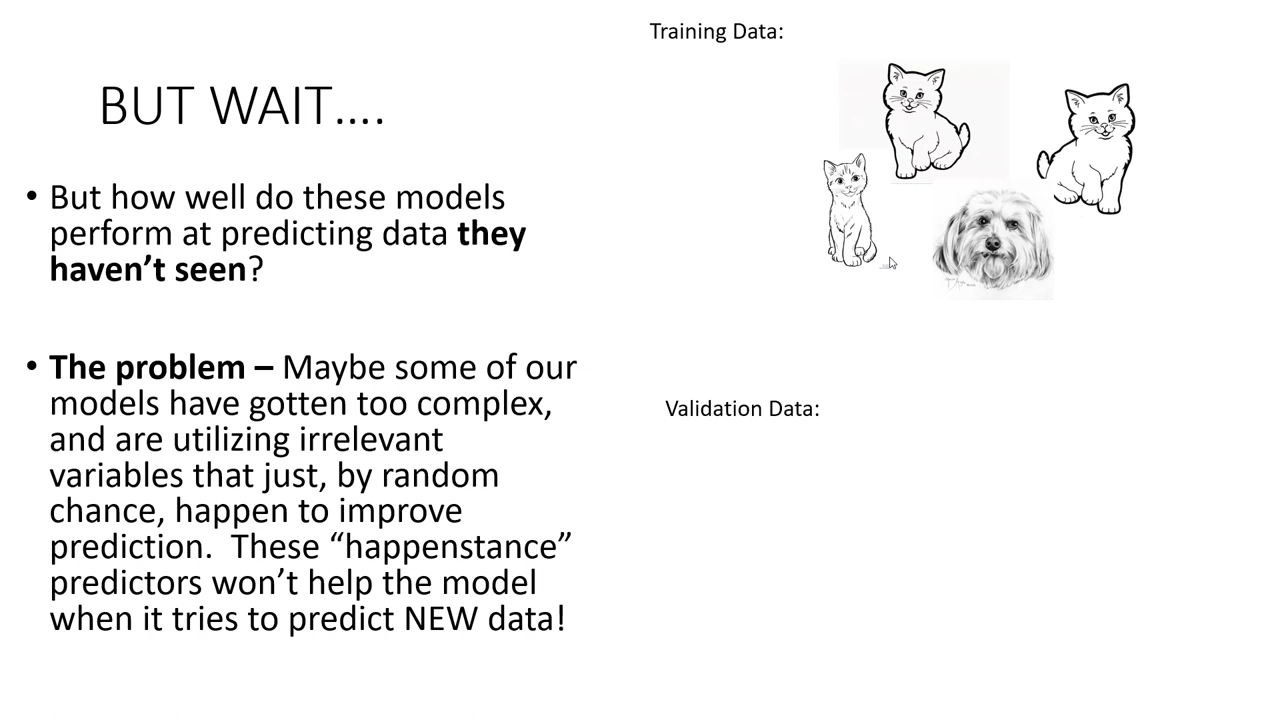 BUT WAIT....
• But how well do these models
perform at predicting data they
haven’t seen?
• The problem – Maybe some of our
models have gotten too complex,
and are utilizing irrelevant
variables that just, by random
chance, happen to improve
prediction.  These “happenstance”
predictors won’t help the model
when it tries to predict NEW data!
Training Data:
Validation Data: